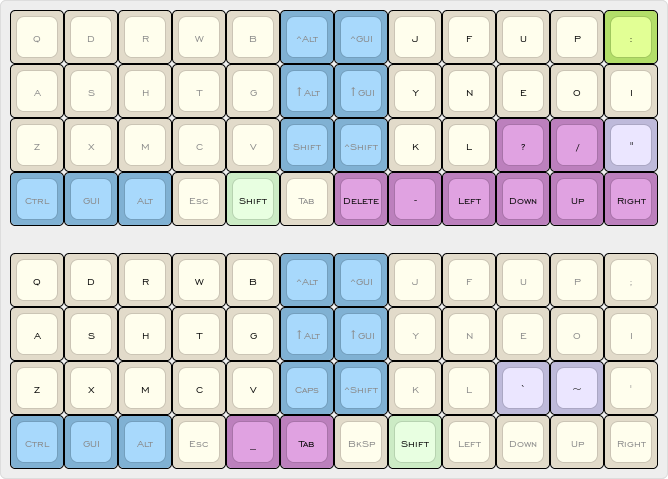 Q D R W B ^Alt ^GUI J F U P :
A S H T G ↑Alt ↑GUI Y N E O I
Z X M C V Shift ^Shift K L ? / "
Ctrl GUI Alt Esc Shift Tab Delete - Left Down Up Right
Q D R W B ^Alt ^GUI J F U P ;
A S H T G ↑Alt ↑GUI Y N E O I
Z X M C V Caps ^Shift K L ` ~ '
Ctrl GUI Alt Esc _ Tab BkSp Shift Left Down Up Right